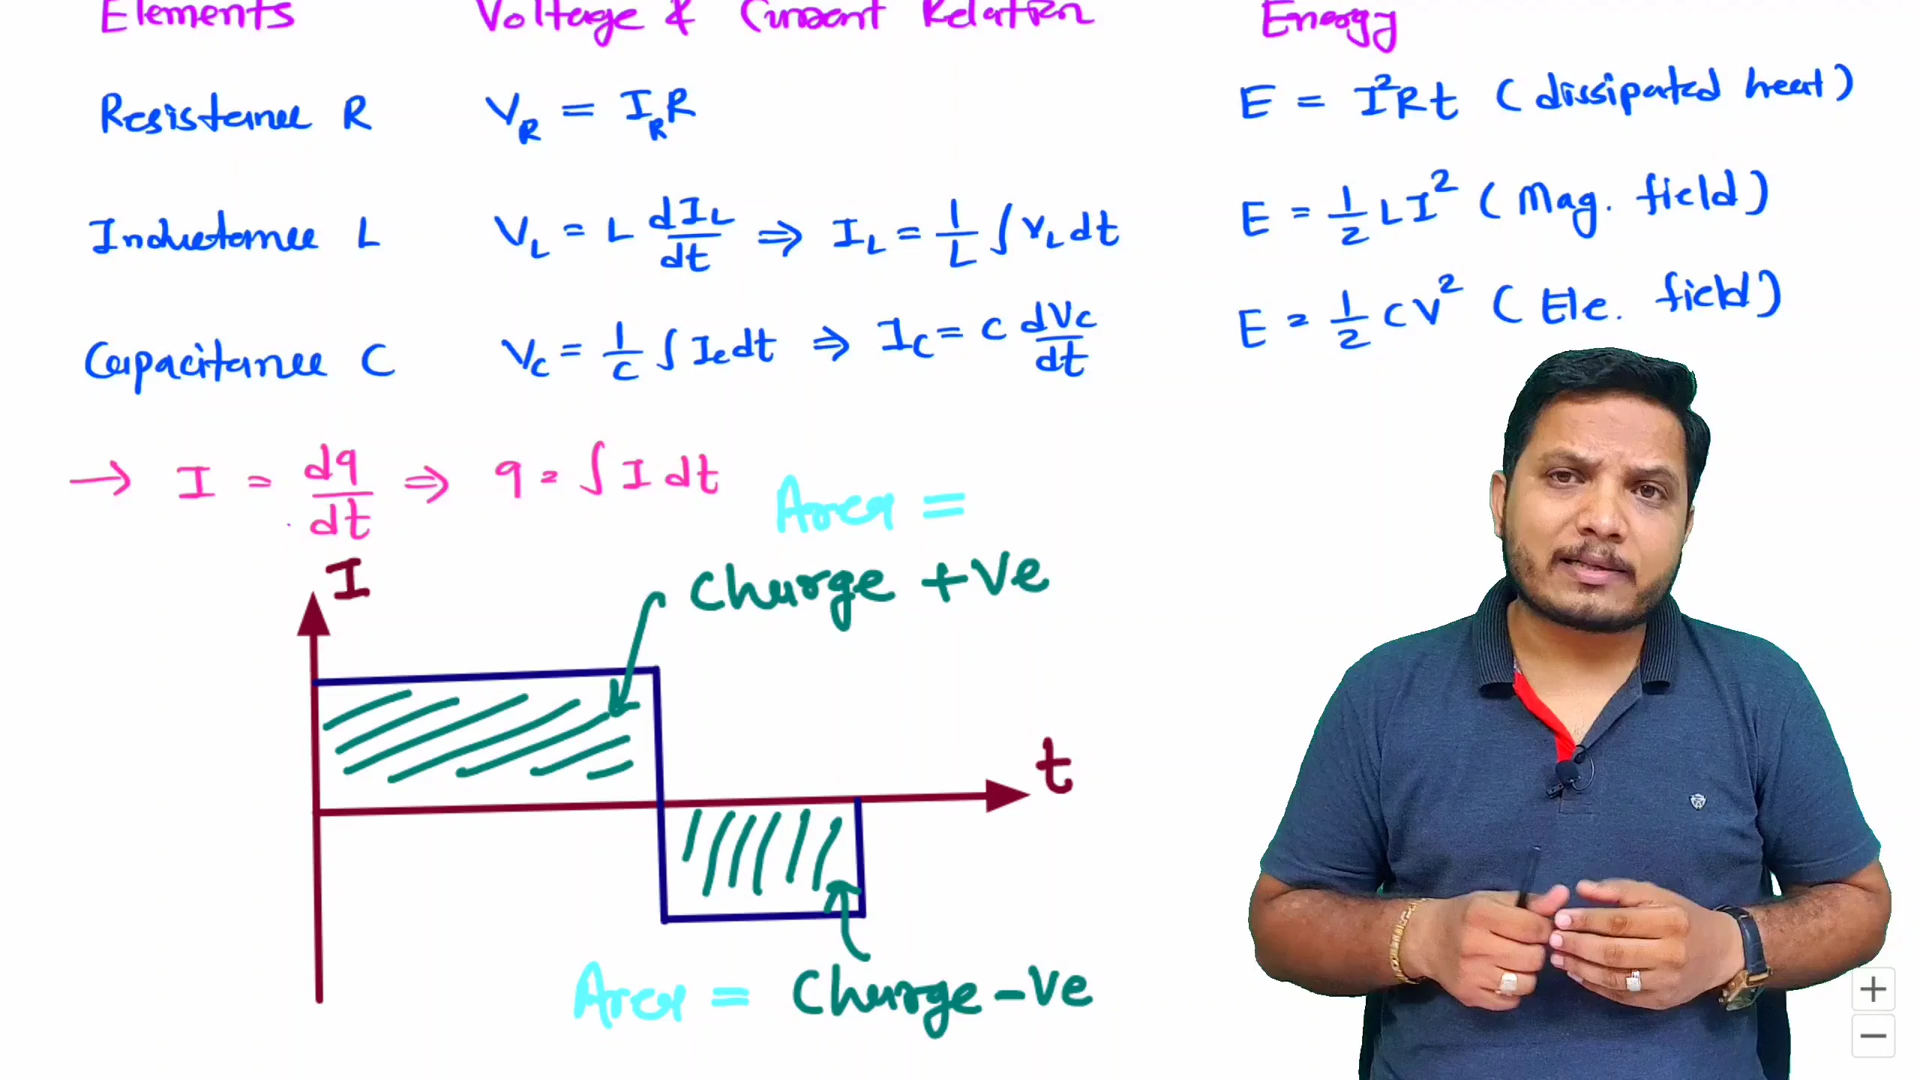 Elements Voltage & Current Relation Energy
Resistance R V_R = I_R R E = I²Rt (dissipated heat)
Inductance L V_L = L dI_L/dt ⇒ I_L = 1/L ∫ V_L dt E = 1/2 LI² (Mag. field)
Capacitance C V_C = 1/C ∫ I_C dt ⇒ I_C = C dV_C/dt E = 1/2 CV² (Ele. field)
→ I = dq/dt ⇒ q = ∫ I dt
Area =
I
Charge +Ve
t
Area = Charge -Ve
+
−